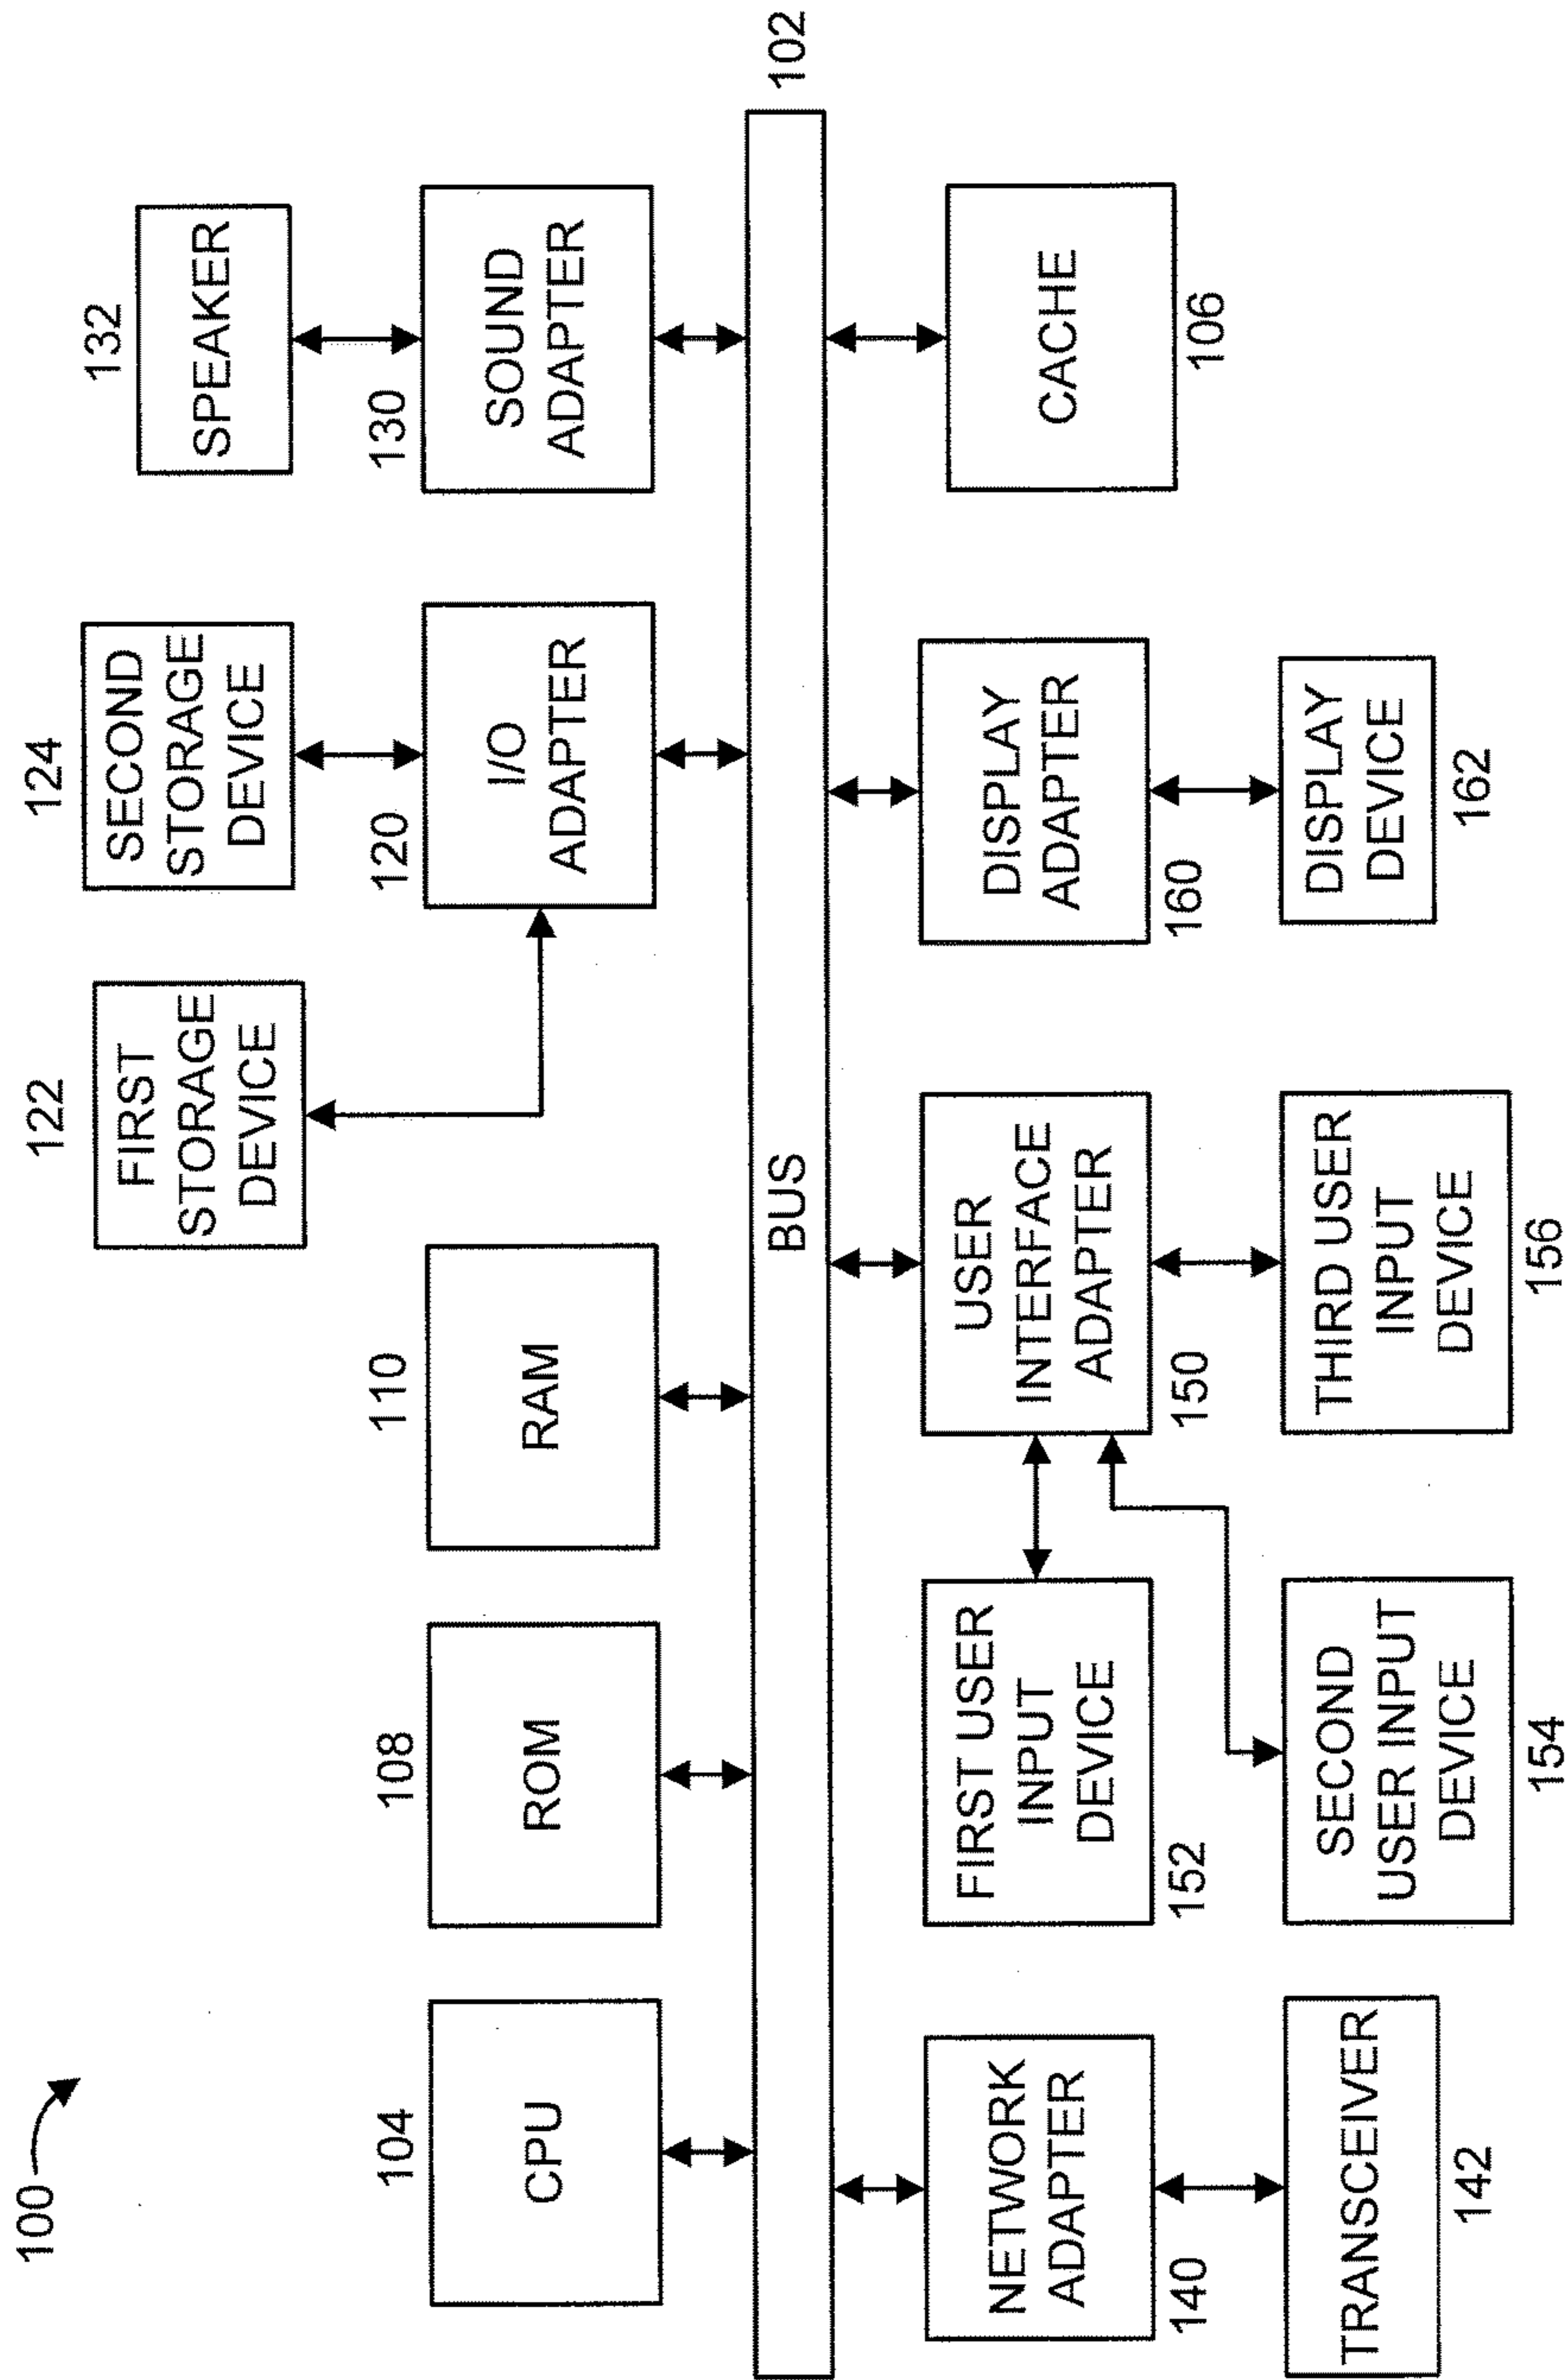 100
122
FIRST
STORAGE
DEVICE
124
SECOND
STORAGE
DEVICE
132
SPEAKER
104
CPU
108
ROM
110
RAM
120
I/O
ADAPTER
130
SOUND
ADAPTER
BUS
102
NETWORK
ADAPTER
140
FIRST USER
INPUT
DEVICE
152
USER
INTERFACE
ADAPTER
150
DISPLAY
ADAPTER
160
CACHE
106
TRANSCEIVER
142
SECOND
USER INPUT
DEVICE
154
THIRD USER
INPUT
DEVICE
156
DISPLAY
DEVICE
162